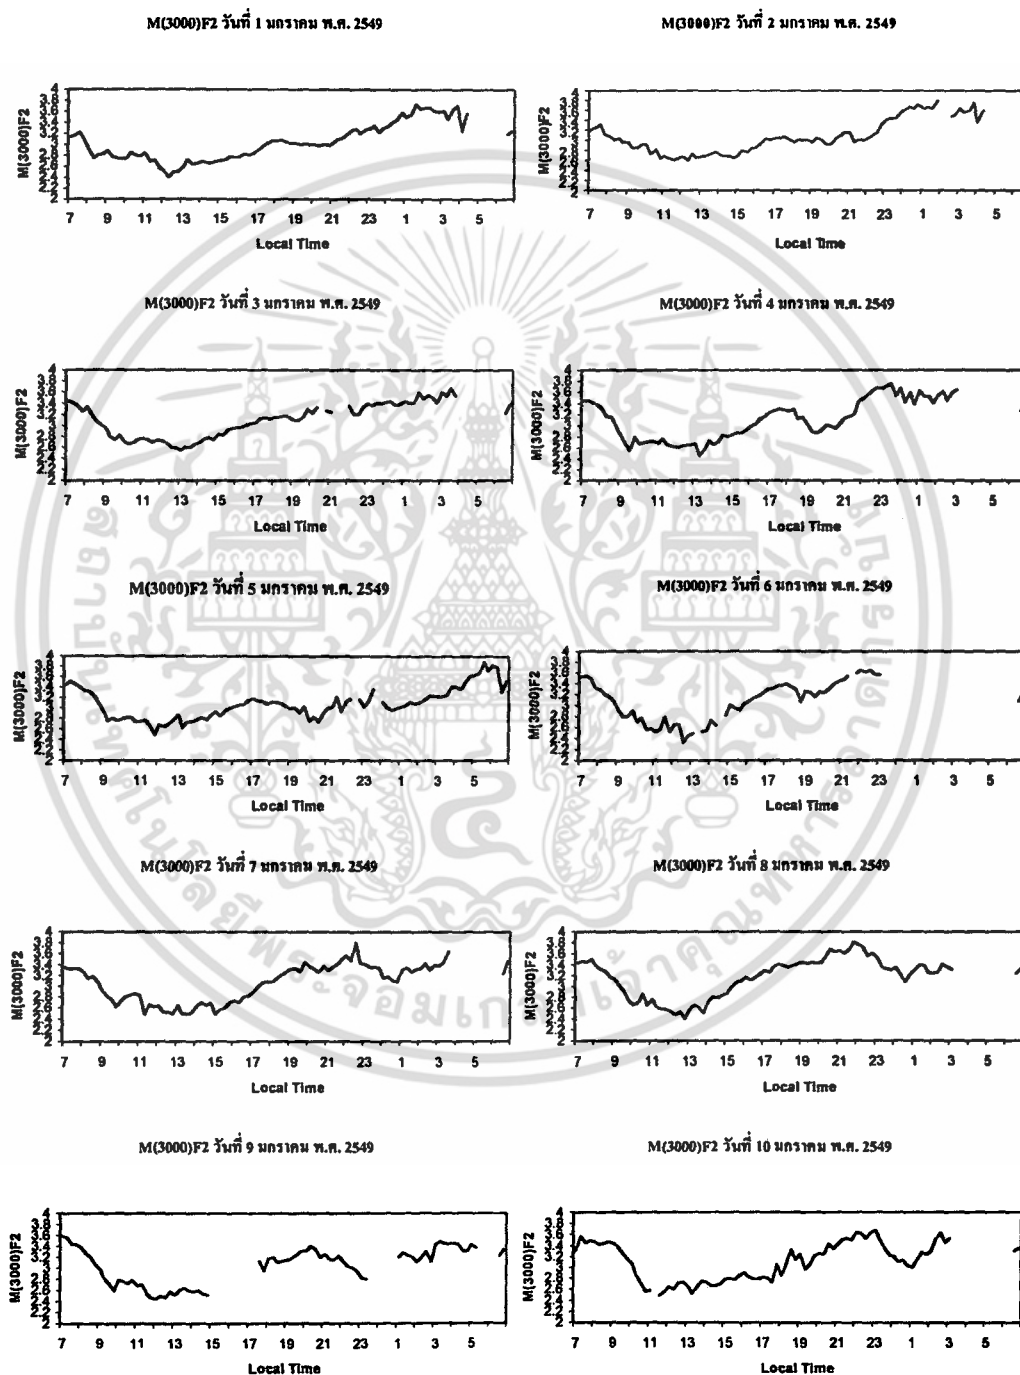 M(3000)F2 วันที่ 1 มกราคม พ.ศ. 2549
M(3000)F2
7 9 11 13 15 17 19 21 23 1 3 5
Local Time
M(3000)F2 วันที่ 2 มกราคม พ.ศ. 2549
M(3000)F2
7 9 11 13 15 17 19 21 23 1 3 5
Local Time
M(3000)F2 วันที่ 3 มกราคม พ.ศ. 2549
M(3000)F2
7 9 11 13 15 17 19 21 23 1 3 5
Local Time
M(3000)F2 วันที่ 4 มกราคม พ.ศ. 2549
M(3000)F2
7 9 11 13 15 17 19 21 23 1 3 5
Local Time
M(3000)F2 วันที่ 5 มกราคม พ.ศ. 2549
M(3000)F2
7 9 11 13 15 17 19 21 23 1 3 5
Local Time
M(3000)F2 วันที่ 6 มกราคม พ.ศ. 2549
M(3000)F2
7 9 11 13 15 17 19 21 23 1 3 5
Local Time
M(3000)F2 วันที่ 7 มกราคม พ.ศ. 2549
M(3000)F2
7 9 11 13 15 17 19 21 23 1 3 5
Local Time
M(3000)F2 วันที่ 8 มกราคม พ.ศ. 2549
M(3000)F2
7 9 11 13 15 17 19 21 23 1 3 5
Local Time
M(3000)F2 วันที่ 9 มกราคม พ.ศ. 2549
M(3000)F2
7 9 11 13 15 17 19 21 23 1 3 5
Local Time
M(3000)F2 วันที่ 10 มกราคม พ.ศ. 2549
M(3000)F2
7 9 11 13 15 17 19 21 23 1 3 5
Local Time